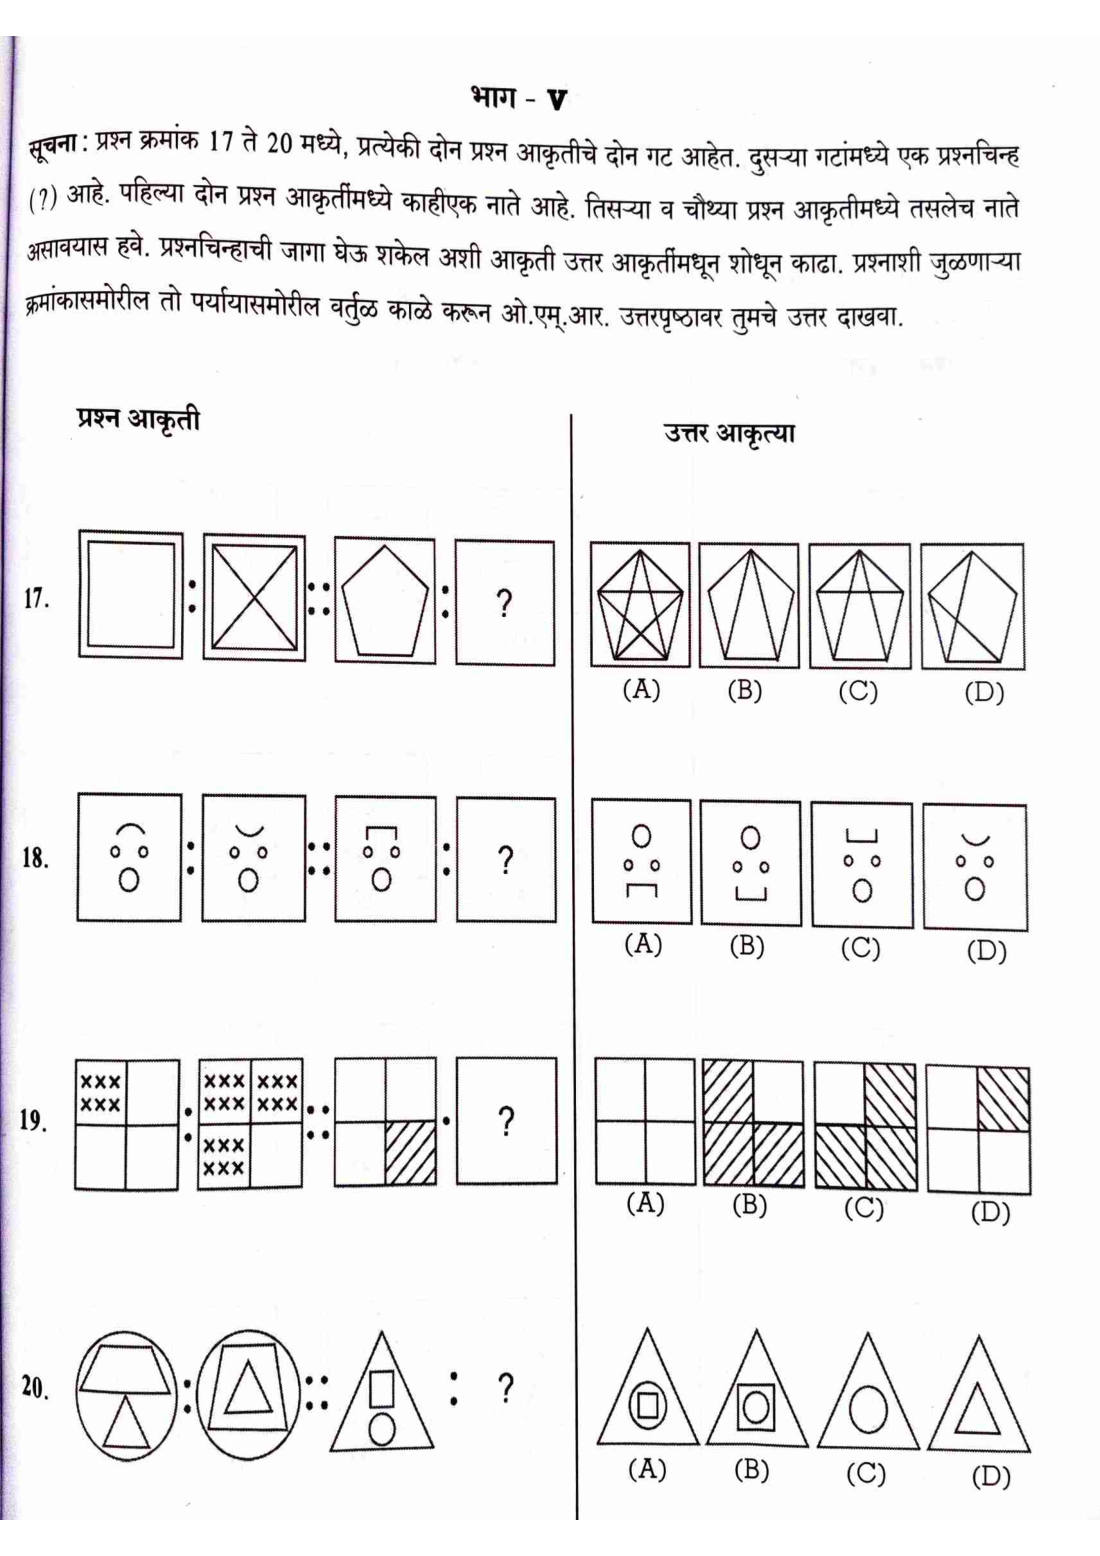 भाग - V
सूचना : प्रश्न क्रमांक 17 ते 20 मध्ये, प्रत्येकी दोन प्रश्न आकृतीचे दोन गट आहेत. दुसऱ्या गटांमध्ये एक प्रश्नचिन्ह
(?) आहे. पहिल्या दोन प्रश्न आकृतींमध्ये काहीएक नाते आहे. तिसऱ्या व चौथ्या प्रश्न आकृतीमध्ये तसलेच नाते
असावयास हवे. प्रश्नचिन्हाची जागा घेऊ शकेल अशी आकृती उत्तर आकृतींमधून शोधून काढा. प्रश्नाशी जुळणाऱ्या
क्रमांकासमोरील तो पर्यायासमोरील वर्तुळ काळे करून ओ.एम्.आर. उत्तरपृष्ठावर तुमचे उत्तर दाखवा.
प्रश्न आकृती
उत्तर आकृत्या
17. : :: : ?
(A) (B) (C) (D)
18. : :: : ?
(A) (B) (C) (D)
19. xxx xxx : xxx xxx xxx xxx xxx xxx :: . ?
(A) (B) (C) (D)
20. : :: : ?
(A) (B) (C) (D)